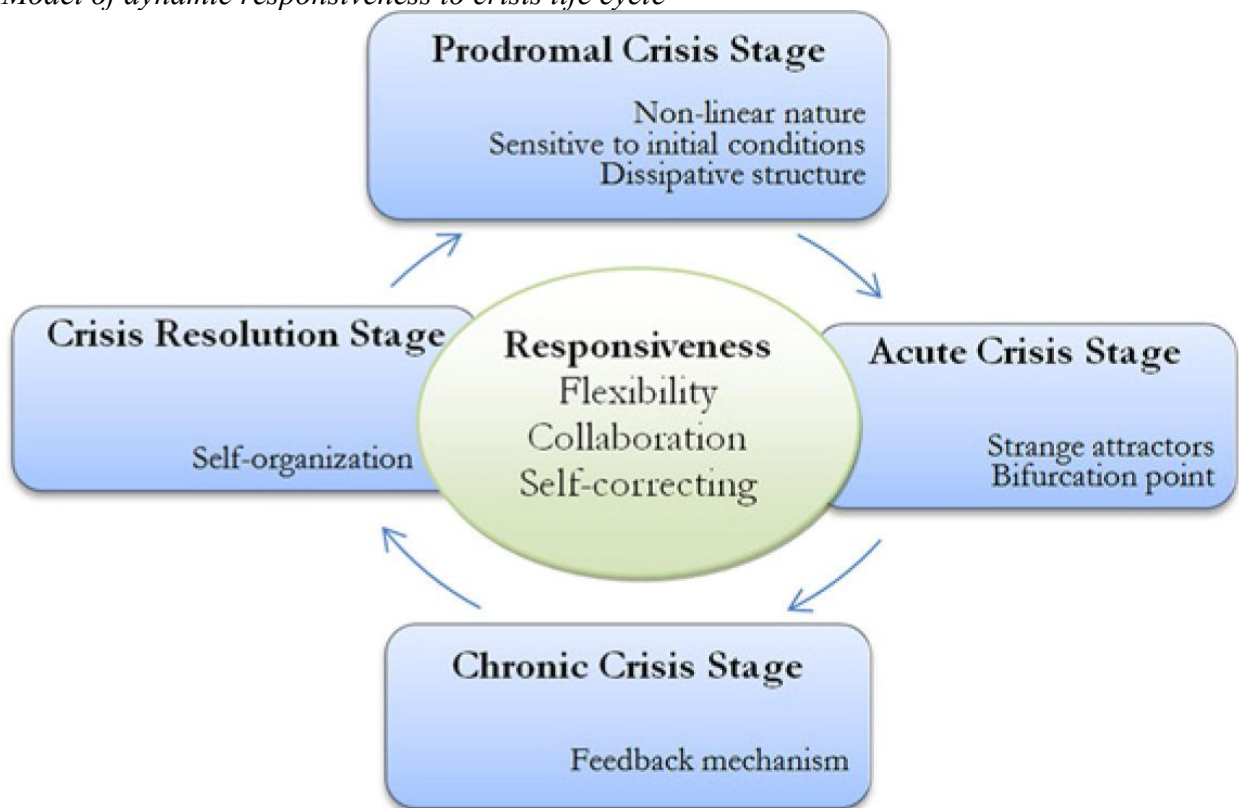 Model of dynamic responsiveness to crisis life cycle
Prodromal Crisis Stage
Non-linear nature
Sensitive to initial conditions
Dissipative structure
Crisis Resolution Stage
Self-organization
Responsiveness
Flexibility
Collaboration
Self-correcting
Acute Crisis Stage
Strange attractors
Bifurcation point
Chronic Crisis Stage
Feedback mechanism